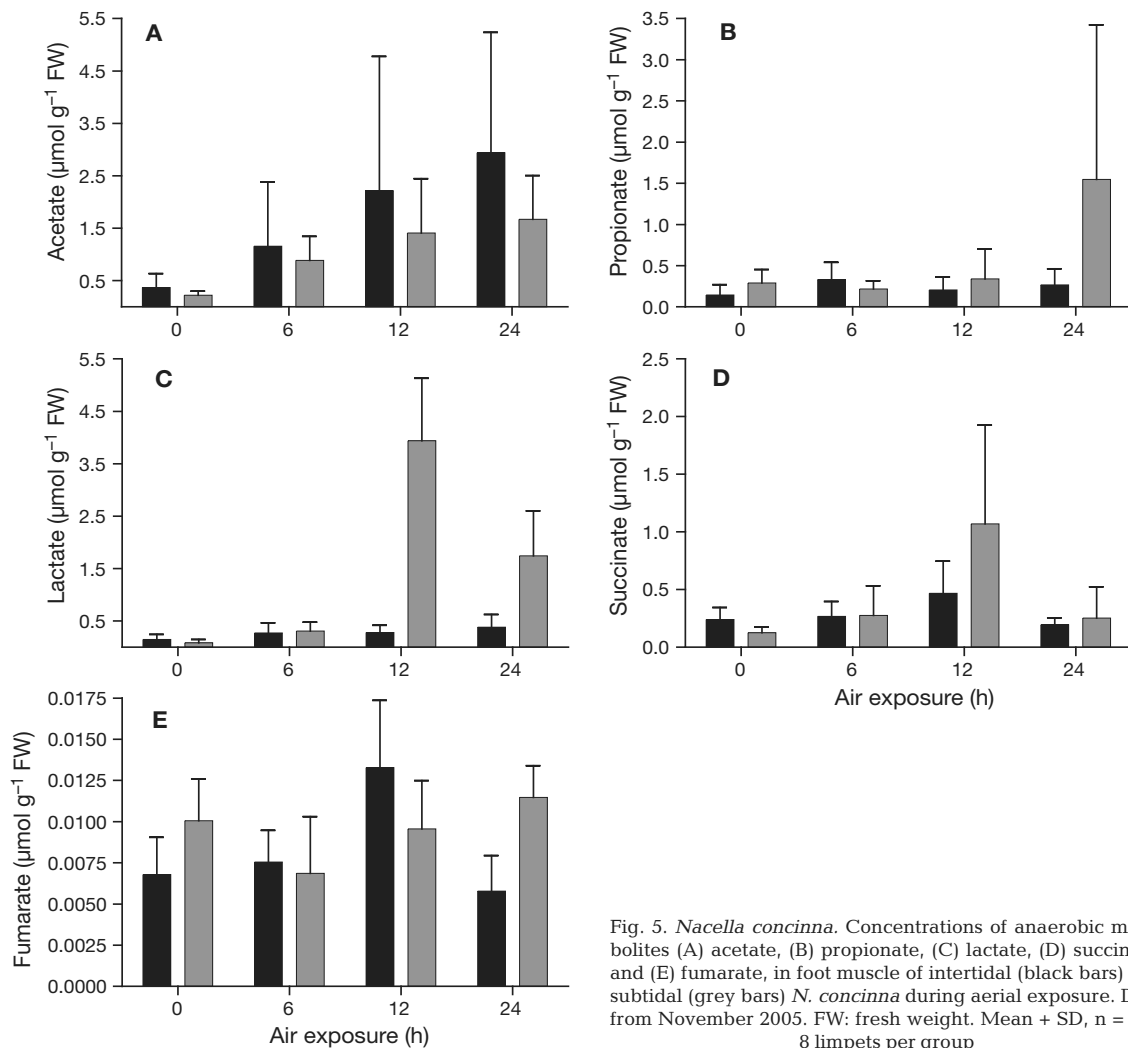 A
Acetate (µmol g⁻¹ FW)
5.5
4.5
3.5
2.5
1.5
0.5
0 6 12 24
B
Propionate (µmol g⁻¹ FW)
3.5
3.0
2.5
2.0
1.5
1.0
0.5
0.0
0 6 12 24
C
Lactate (µmol g⁻¹ FW)
5.5
4.5
3.5
2.5
1.5
0.5
0 6 12 24
D
Succinate (µmol g⁻¹ FW)
2.5
2.0
1.5
1.0
0.5
0.0
0 6 12 24
Air exposure (h)
E
Fumarate (µmol g⁻¹ FW)
0.0175
0.0150
0.0125
0.0100
0.0075
0.0050
0.0025
0.0000
0 6 12 24
Air exposure (h)
Fig. 5. Nacella concinna. Concentrations of anaerobic m
bolites (A) acetate, (B) propionate, (C) lactate, (D) succin
and (E) fumarate, in foot muscle of intertidal (black bars)
subtidal (grey bars) N. concinna during aerial exposure. D
from November 2005. FW: fresh weight. Mean + SD, n =
8 limpets per group